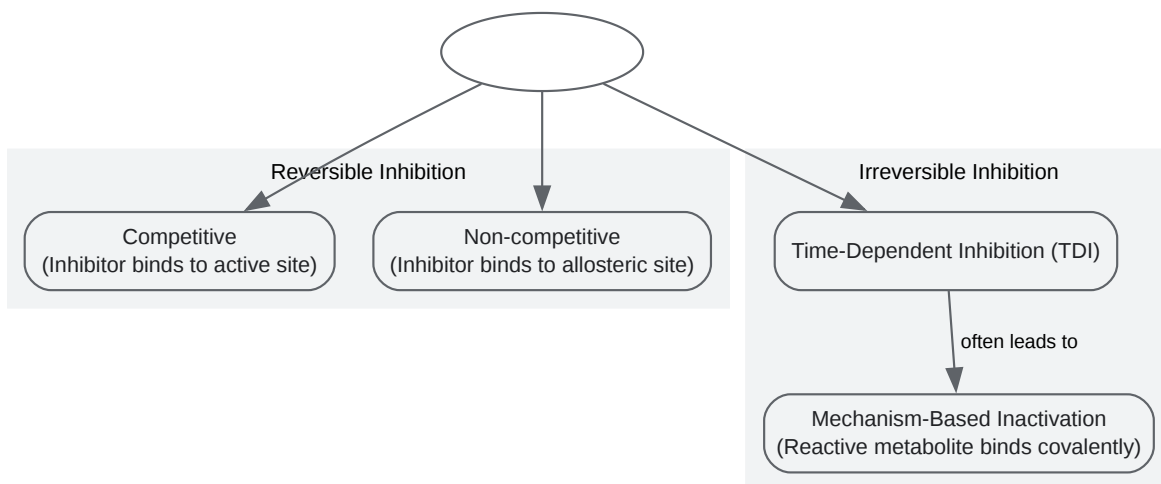 Reversible Inhibition
Competitive
(Inhibitor binds to active site)
Non-competitive
(Inhibitor binds to allosteric site)
Irreversible Inhibition
Time-Dependent Inhibition (TDI)
often leads to
Mechanism-Based Inactivation
(Reactive metabolite binds covalently)